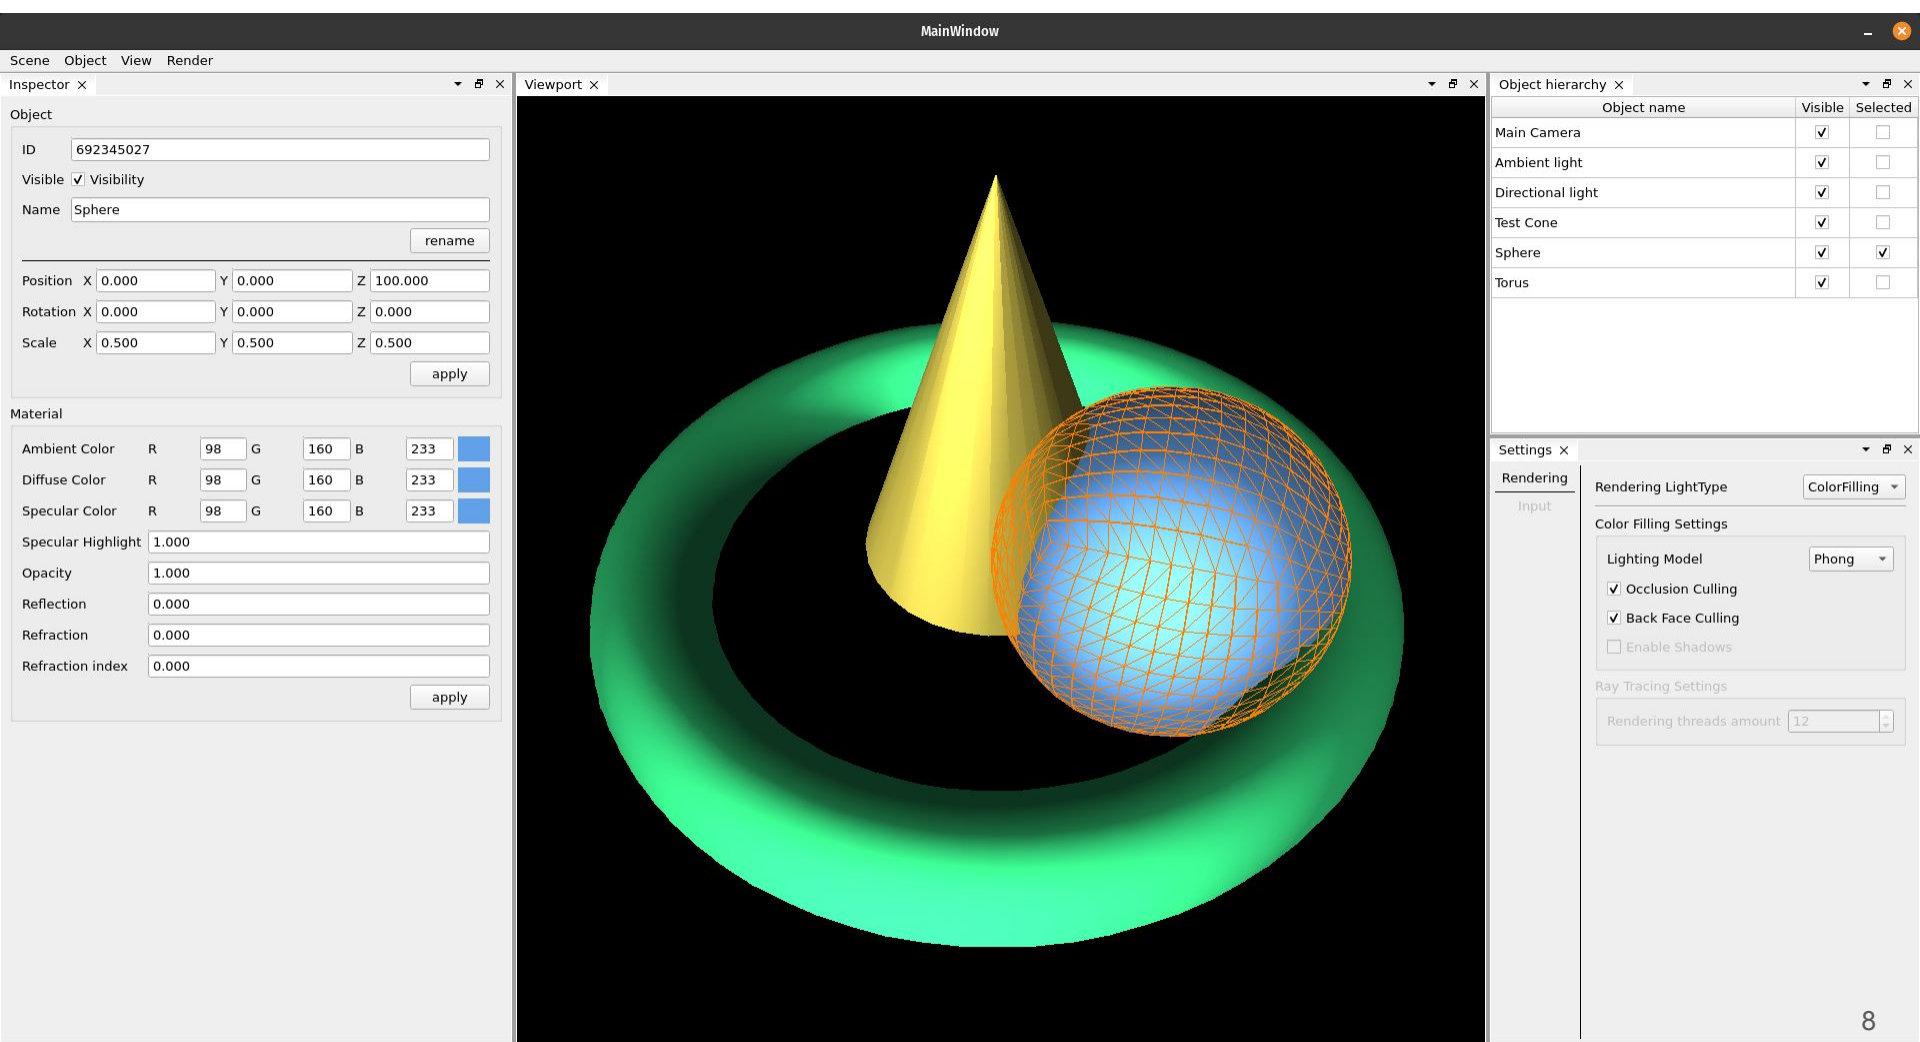 MainWindow
Scene Object View Render
Inspector
Object
ID 692345027
Visible Visibility
Name Sphere
rename
Position X 0.000 Y 0.000 Z 100.000
Rotation X 0.000 Y 0.000 Z 0.000
Scale X 0.500 Y 0.500 Z 0.500
apply
Material
Ambient Color R 98 G 160 B 233
Diffuse Color R 98 G 160 B 233
Specular Color R 98 G 160 B 233
Specular Highlight 1.000
Opacity 1.000
Reflection 0.000
Refraction 0.000
Refraction index 0.000
apply
Viewport
Object hierarchy
Object name Visible Selected
Main Camera
Ambient light
Directional light
Test Cone
Sphere
Torus
Settings
Rendering
Input
Rendering LightType ColorFilling
Color Filling Settings
Lighting Model Phong
Occlusion Culling
Back Face Culling
Enable Shadows
Ray Tracing Settings
Rendering threads amount 12
8